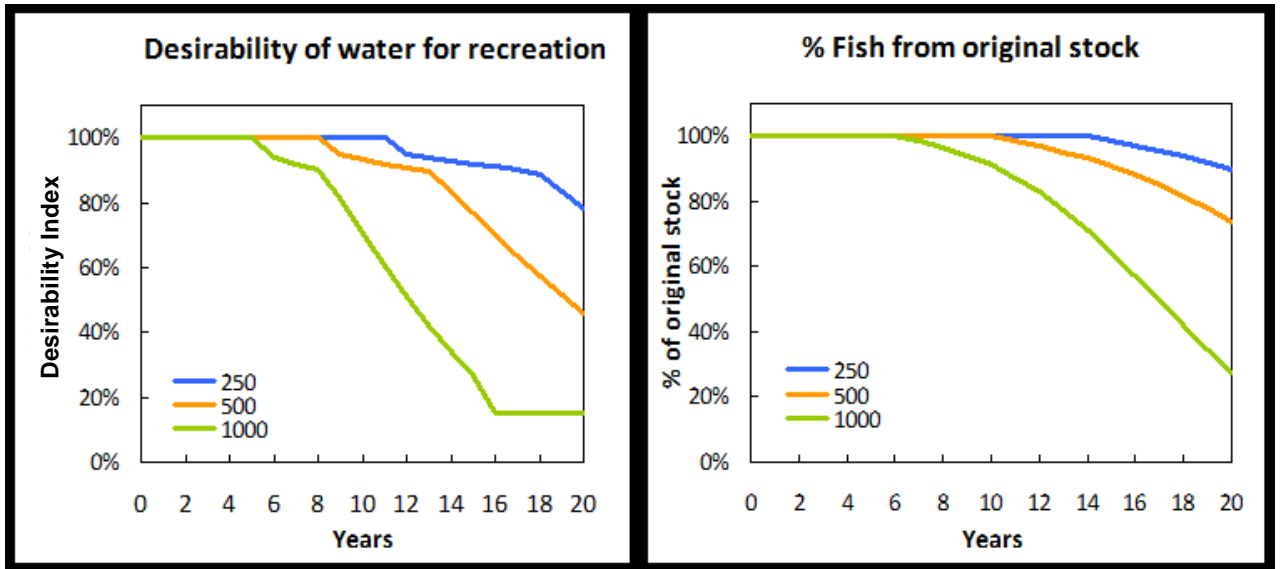 Desirability of water for recreation
Desirability Index
100%
80%
60%
40%
20%
0%
250
500
1000
0 2 4 6 8 10 12 14 16 18 20
Years
% Fish from original stock
% of original stock
100%
80%
60%
40%
20%
0%
250
500
1000
0 2 4 6 8 10 12 14 16 18 20
Years